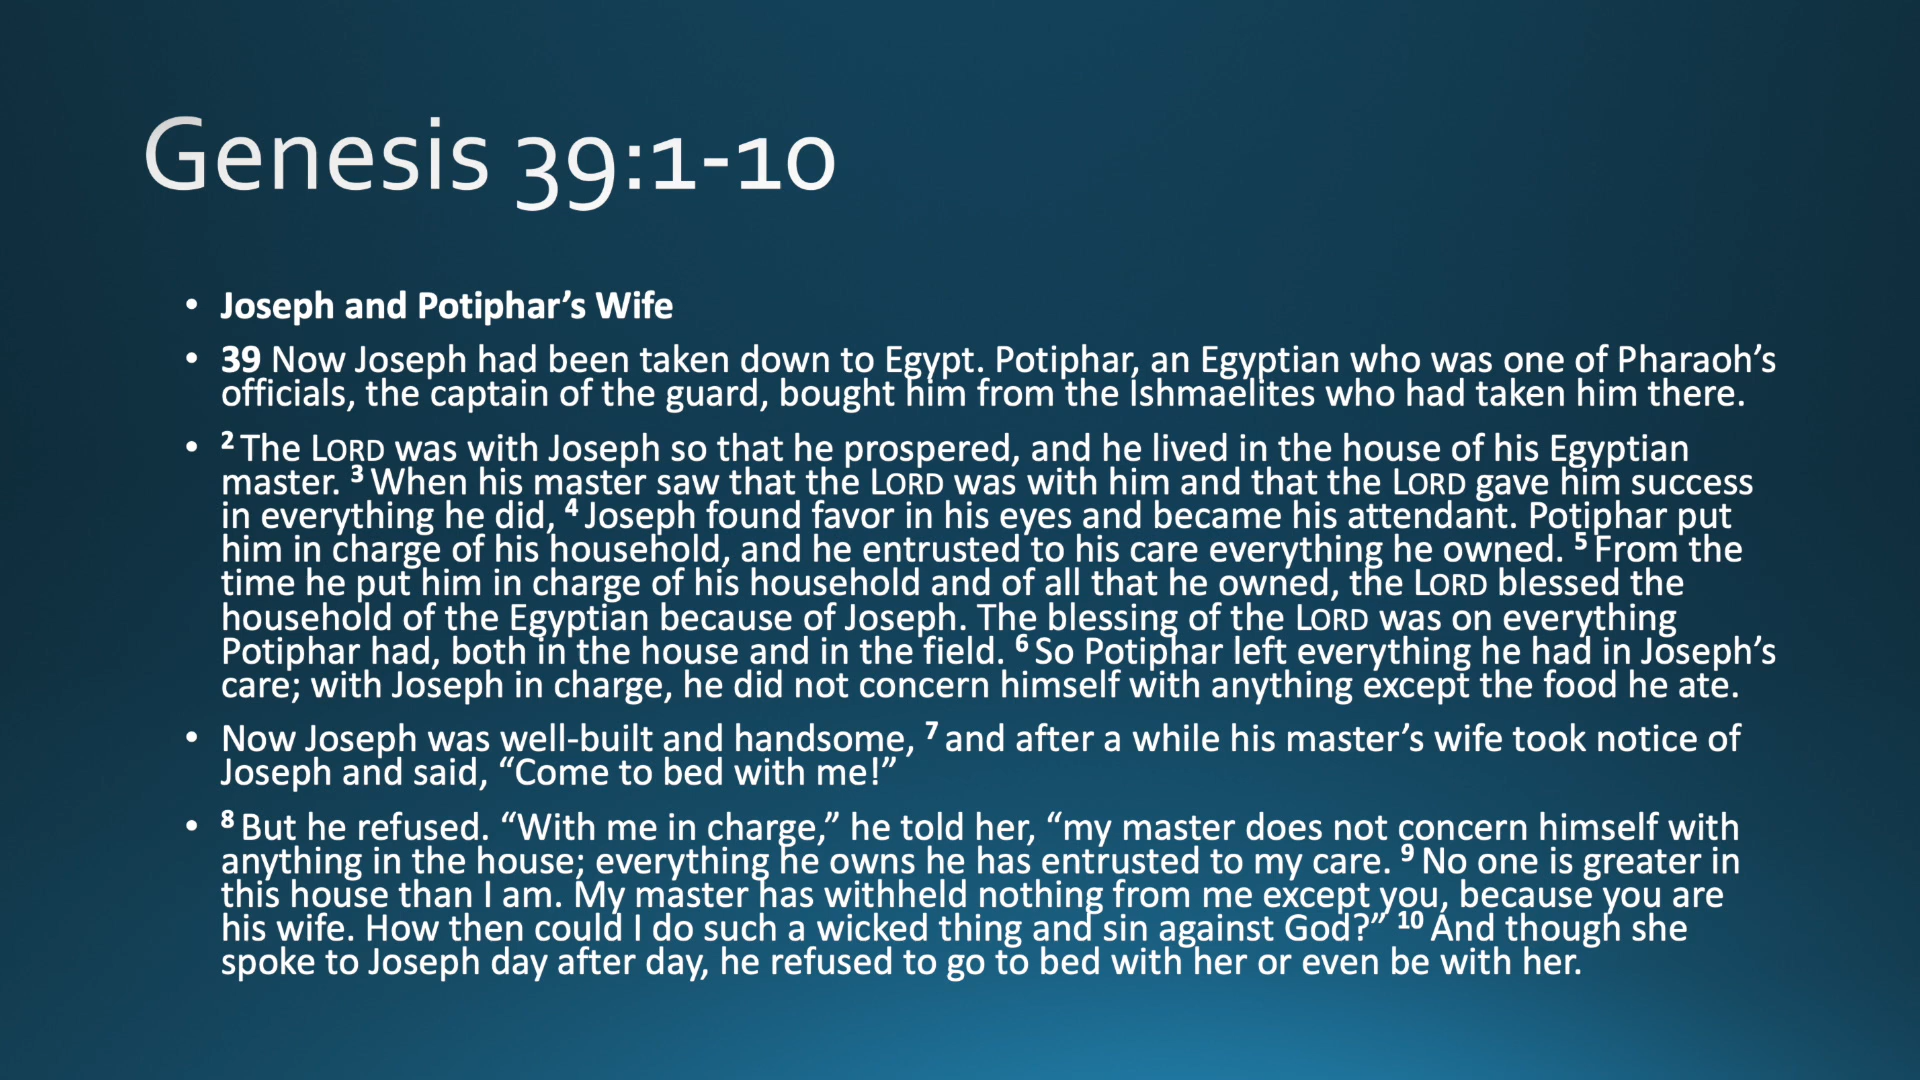 Genesis 39:1-10
• Joseph and Potiphar’s Wife
• 39 Now Joseph had been taken down to Egypt. Potiphar, an Egyptian who was one of Pharaoh’s
officials, the captain of the guard, bought him from the Ishmaelites who had taken him there.
• 2 The LORD was with Joseph so that he prospered, and he lived in the house of his Egyptian
master. 3 When his master saw that the LORD was with him and that the LORD gave him success
in everything he did, 4 Joseph found favor in his eyes and became his attendant. Potiphar put
him in charge of his household, and he entrusted to his care everything he owned. 5 From the
time he put him in charge of his household and of all that he owned, the LORD blessed the
household of the Egyptian because of Joseph. The blessing of the LORD was on everything
Potiphar had, both in the house and in the field. 6 So Potiphar left everything he had in Joseph’s
care; with Joseph in charge, he did not concern himself with anything except the food he ate.
• Now Joseph was well-built and handsome, 7 and after a while his master’s wife took notice of
Joseph and said, “Come to bed with me!”
• 8 But he refused. “With me in charge,” he told her, “my master does not concern himself with
anything in the house; everything he owns he has entrusted to my care. 9 No one is greater in
this house than I am. My master has withheld nothing from me except you, because you are
his wife. How then could I do such a wicked thing and sin against God?” 10 And though she
spoke to Joseph day after day, he refused to go to bed with her or even be with her.